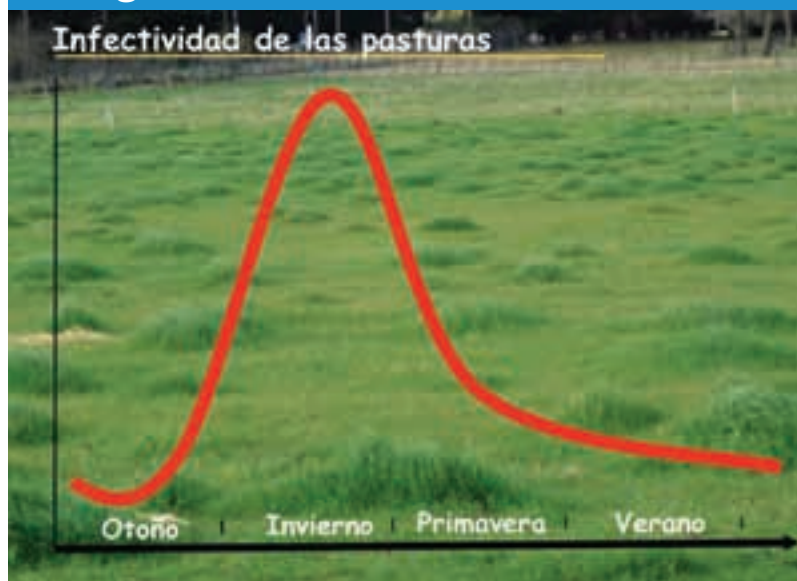 Infectividad de las pasturas
Otoño
Invierno
Primavera
Verano